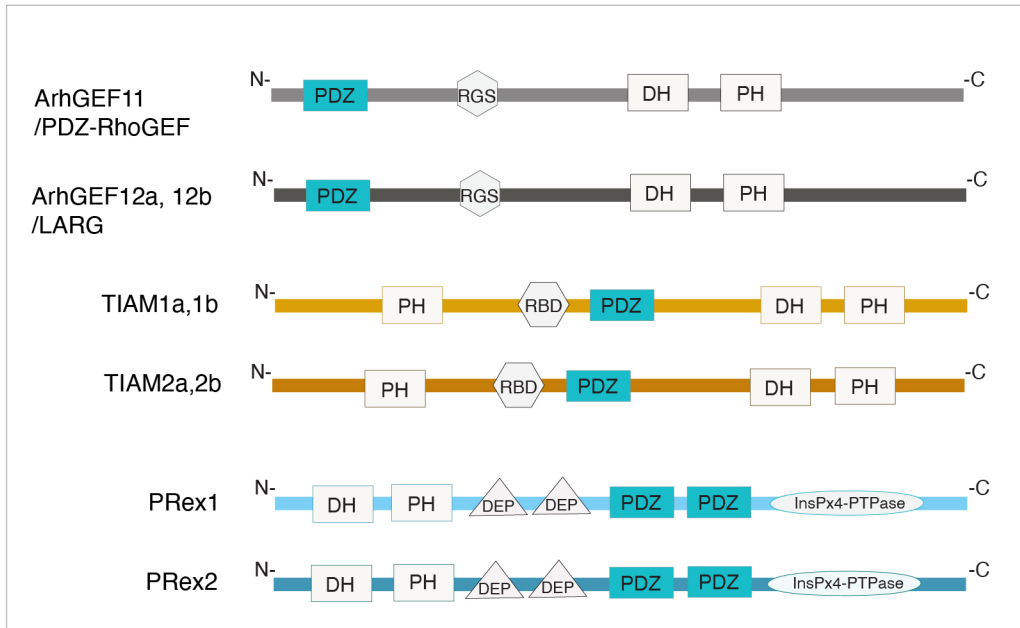 ArhGEF11
/PDZ-RhoGEF
N-
PDZ
RGS
DH
PH
-C
ArhGEF12a, 12b
/LARG
N-
PDZ
RGS
DH
PH
-C
TIAM1a,1b
N-
PH
RBD
PDZ
DH
PH
-C
TIAM2a,2b
N-
PH
RBD
PDZ
DH
PH
-C
PRex1
N-
DH
PH
DEP
DEP
PDZ
PDZ
InsPx4-PTPase
-C
PRex2
N-
DH
PH
DEP
DEP
PDZ
PDZ
InsPx4-PTPase
-C